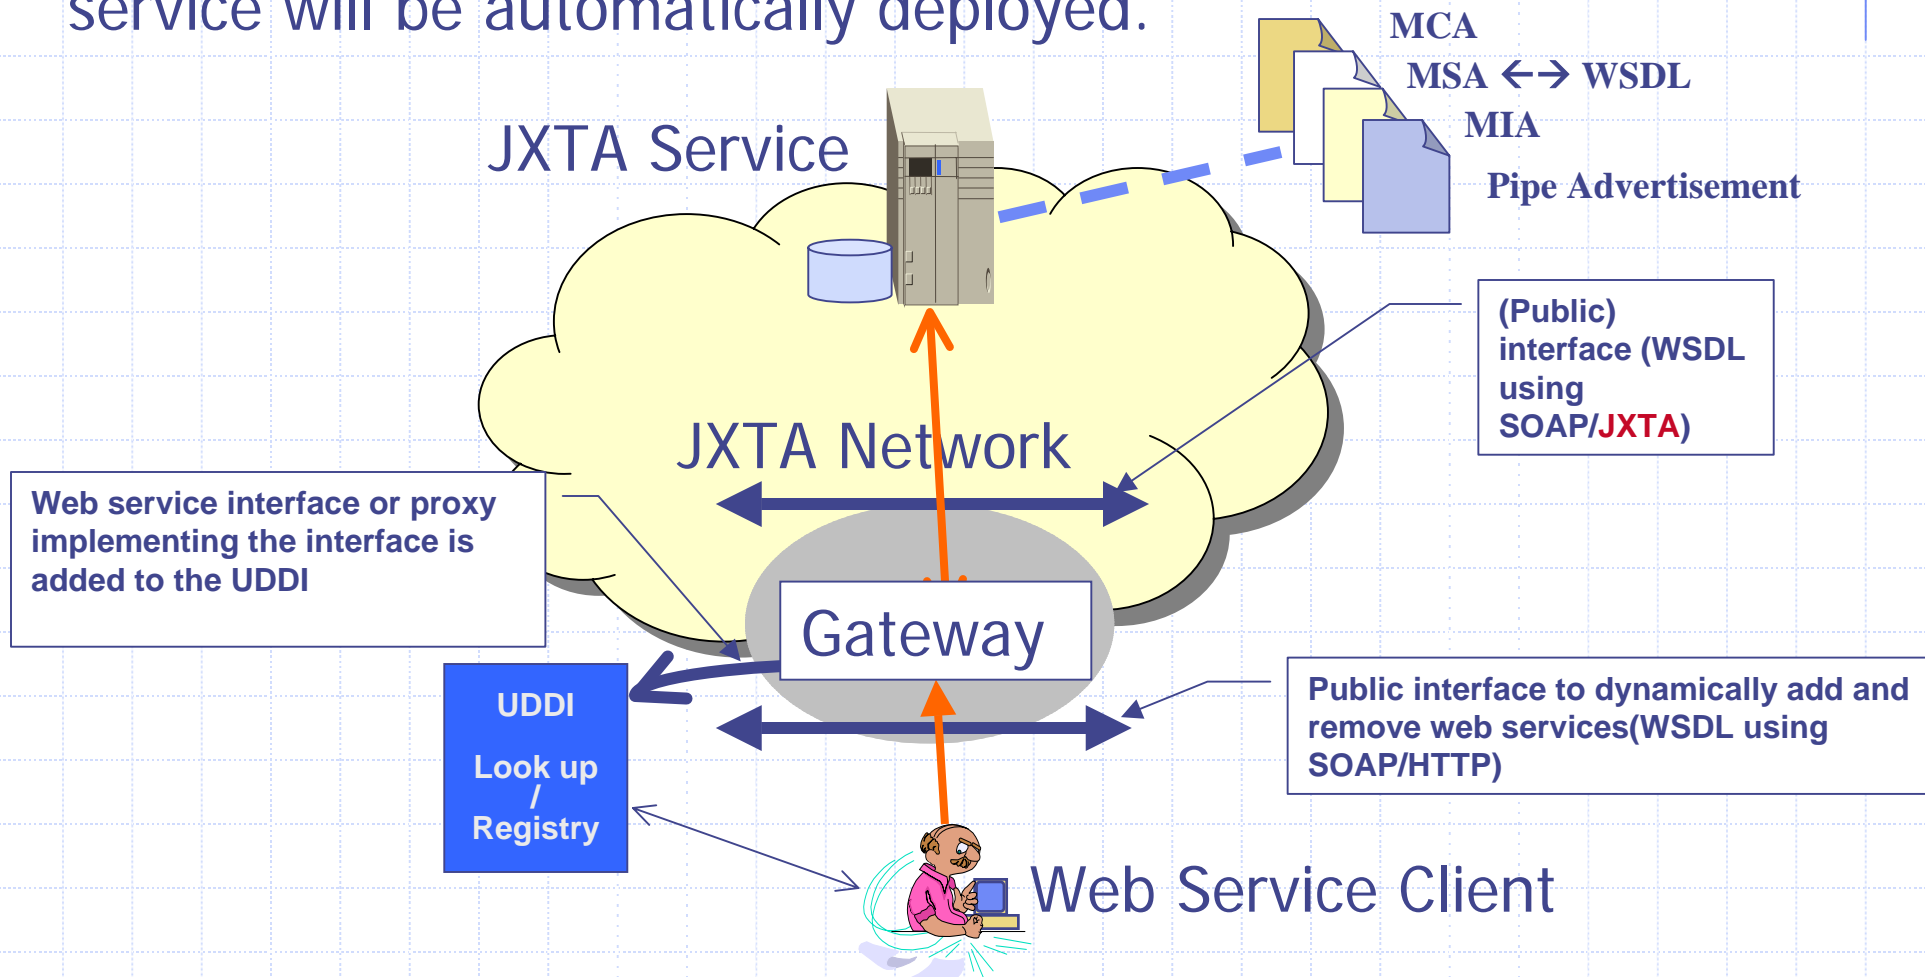 service will be automatically deployed.
MCA
MSA ←→ WSDL
MIA
Pipe Advertisement
JXTA Service
(Public)
interface (WSDL
using
SOAP/JXTA)
JXTA Network
Web service interface or proxy
implementing the interface is
added to the UDDI
Gateway
UDDI
Look up
/
Registry
Public interface to dynamically add and
remove web services(WSDL using
SOAP/HTTP)
Web Service Client